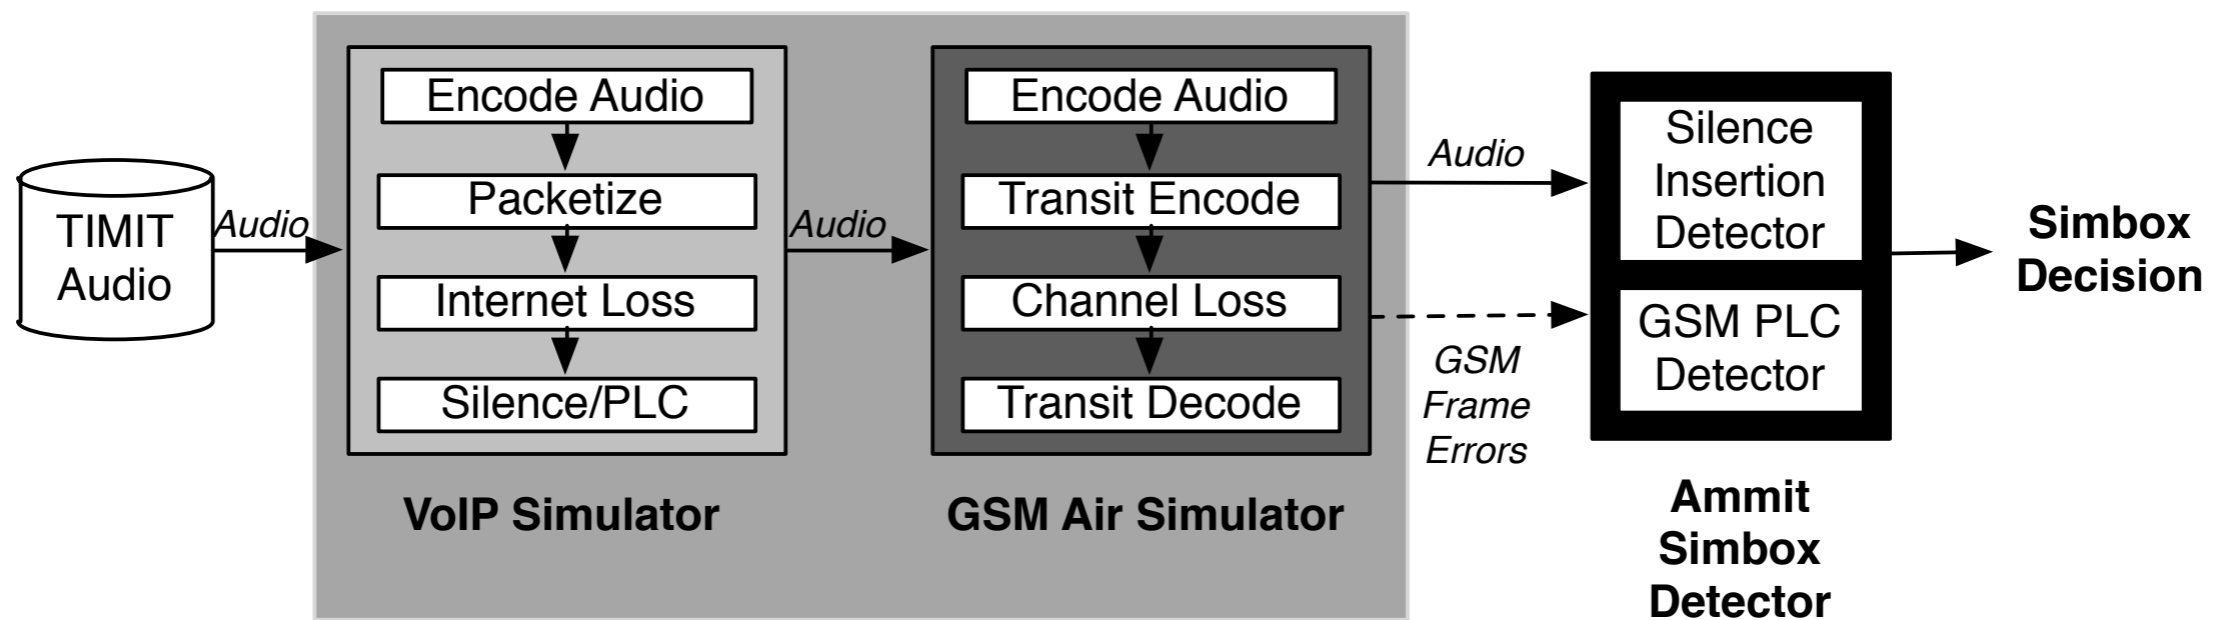 TIMIT
Audio
Audio
Encode Audio
Packetize
Internet Loss
Silence/PLC
VoIP Simulator
Audio
Encode Audio
Transit Encode
Channel Loss
Transit Decode
GSM Air Simulator
Audio
GSM
Frame
Errors
Silence
Insertion
Detector
GSM PLC
Detector
Ammit
Simbox
Detector
Simbox
Decision